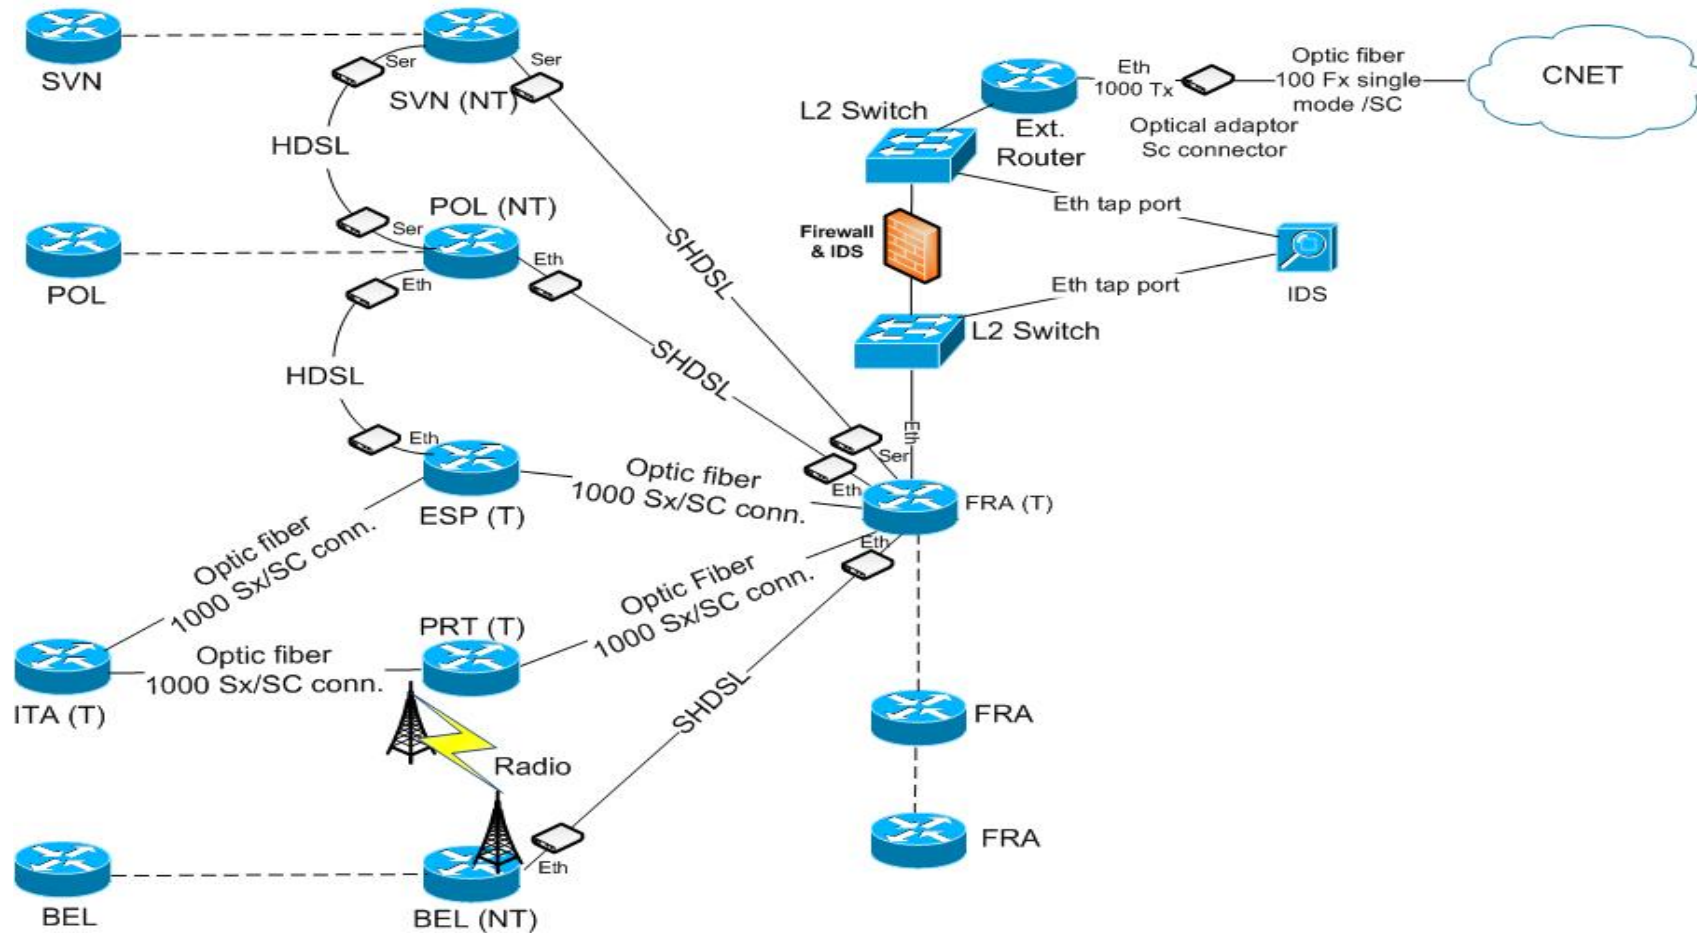 SVN
SVN (NT)
Ser
Ser
HDSL
Ser
POL (NT)
POL
Eth
Eth
HDSL
Eth
ESP (T)
SHDSL
SHDSL
Optic fiber
1000 Sx/SC conn.
Optic fiber
1000 Sx/SC conn.
ITA (T)
Optic fiber
1000 Sx/SC conn.
PRT (T)
Optic Fiber
1000 Sx/SC conn.
Radio
SHDSL
BEL
BEL (NT)
Eth
L2 Switch
Ext.
Router
Eth
1000 Tx
Optical adaptor
Sc connector
Optic fiber
100 Fx single
mode /SC
CNET
Eth tap port
Firewall
& IDS
Eth tap port
IDS
L2 Switch
Eth
Ser
Eth
FRA (T)
Eth
FRA
FRA